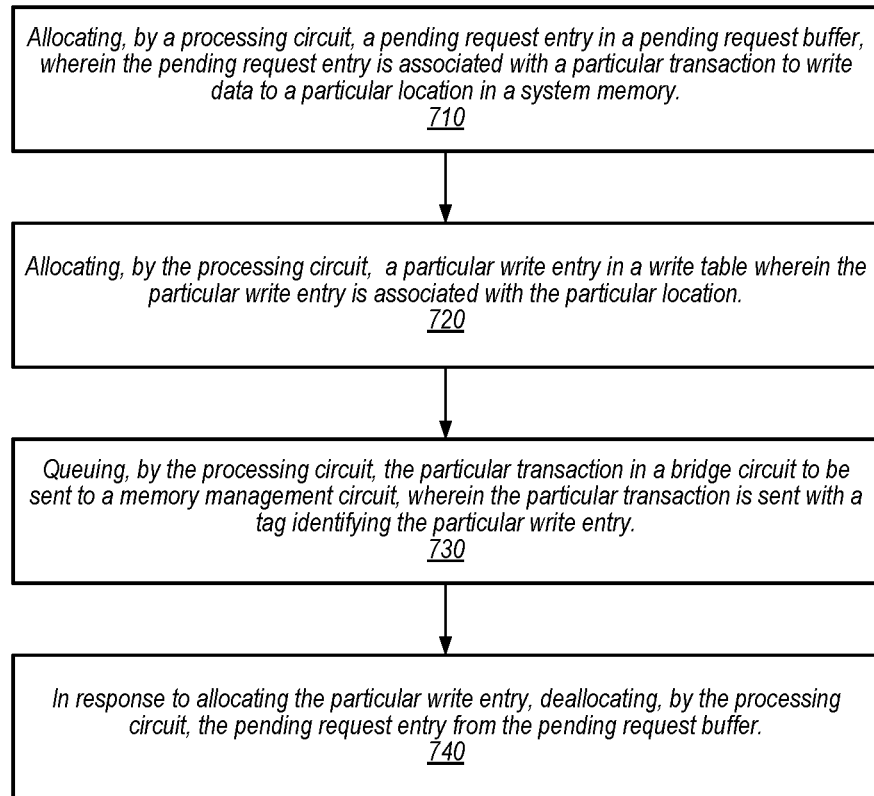 Allocating, by a processing circuit, a pending request entry in a pending request buffer,
wherein the pending request entry is associated with a particular transaction to write
data to a particular location in a system memory.
710
Allocating, by the processing circuit, a particular write entry in a write table wherein the
particular write entry is associated with the particular location.
720
Queuing, by the processing circuit, the particular transaction in a bridge circuit to be
sent to a memory management circuit, wherein the particular transaction is sent with a
tag identifying the particular write entry.
730
In response to allocating the particular write entry, deallocating, by the processing
circuit, the pending request entry from the pending request buffer.
740